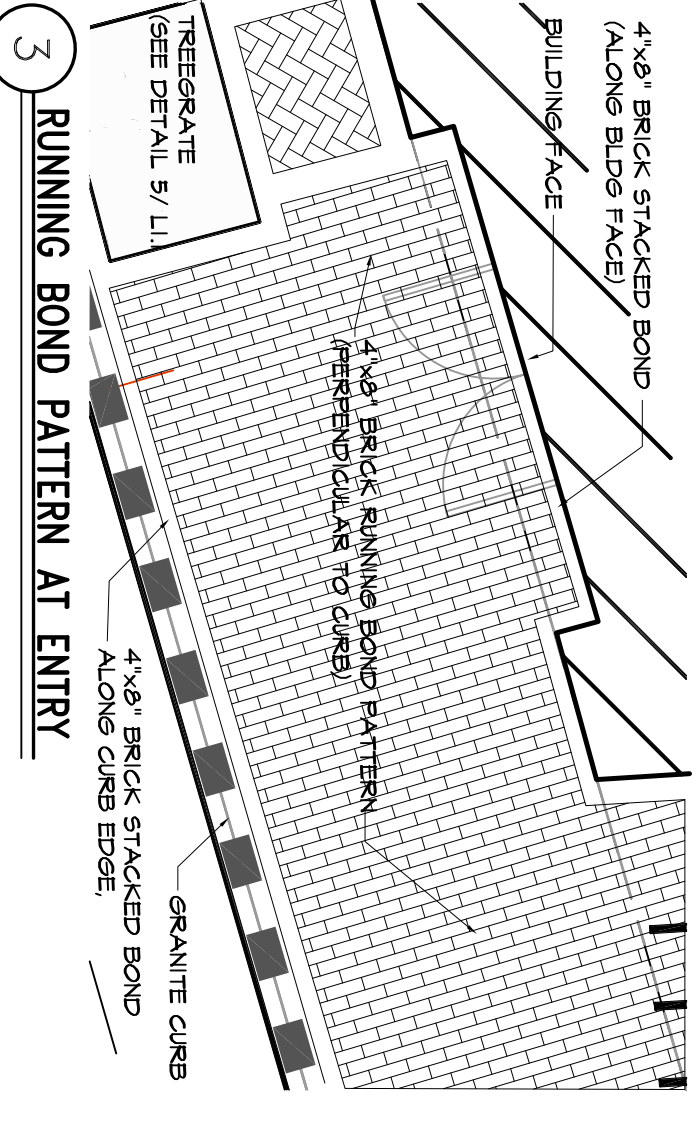 4"x8" BRICK STACKED BOND
(ALONG BLDG FACE)
BUILDING FACE
4"x8" BRICK RUNNING BOND PATTERN
(PERPENDICULAR TO CURB)
TREEGRATE
(SEE DETAIL 5/ L1.
GRANITE CURB
4"x8" BRICK STACKED BOND
ALONG CURB EDGE,
3
RUNNING BOND PATTERN AT ENTRY